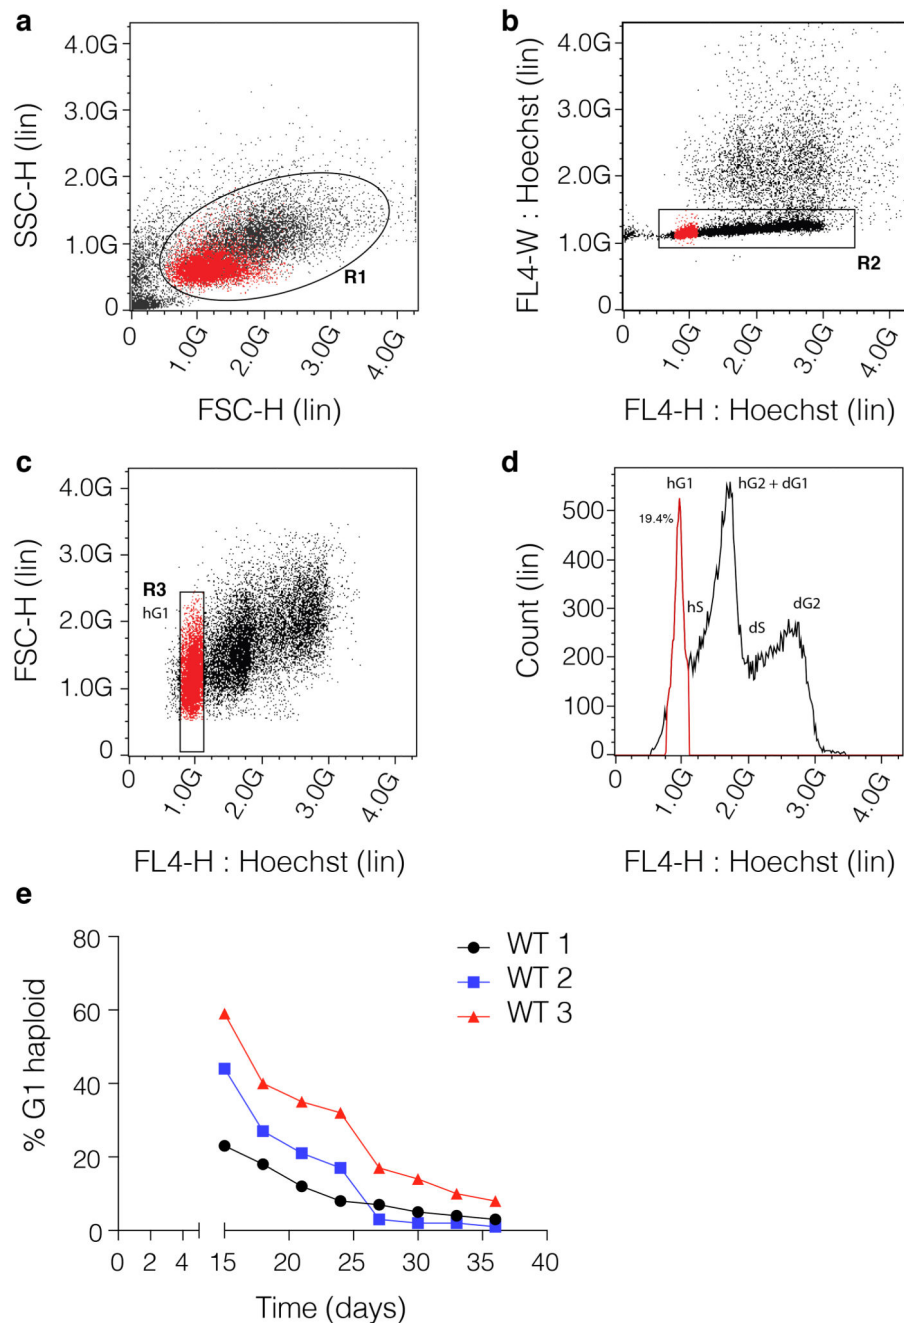 a
4.0G
3.0G
2.0G
1.0G
0
SSC-H (lin)
R1
0
1.0G
2.0G
3.0G
4.0G
FSC-H (lin)
b
4.0G
3.0G
2.0G
1.0G
0
FL4-W : Hoechst (lin)
R2
0
1.0G
2.0G
3.0G
4.0G
FL4-H : Hoechst (lin)
c
4.0G
3.0G
2.0G
1.0G
0
FSC-H (lin)
R3
hG1
0
1.0G
2.0G
3.0G
4.0G
FL4-H : Hoechst (lin)
d
500
400
300
200
100
0
Count (lin)
hG1
hG2 + dG1
19.4%
hS
dS
dG2
0
1.0G
2.0G
3.0G
4.0G
FL4-H : Hoechst (lin)
e
80
60
40
20
0
% G1 haploid
WT 1
WT 2
WT 3
0 2 4 15 20 25 30 35 40
Time (days)